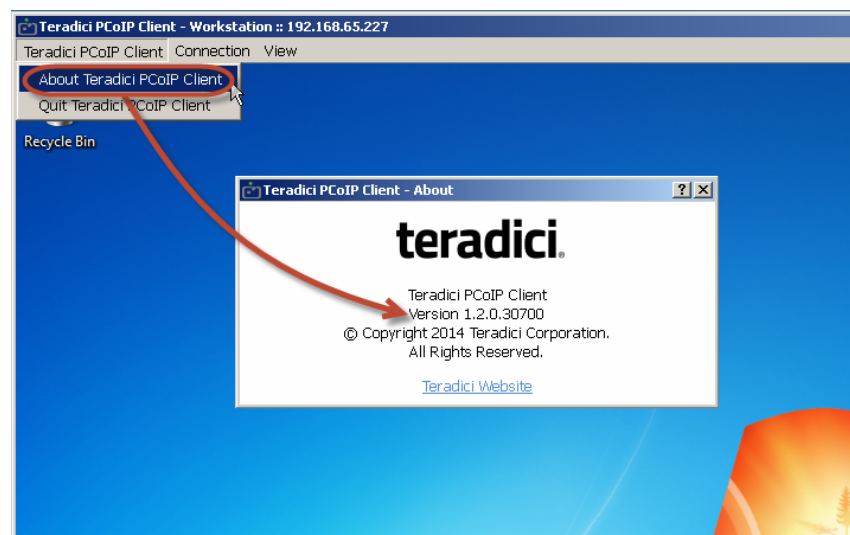 Teradici PCoIP Client - Workstation :: 192.168.65.227
Teradici PCoIP Client Connection View
About Teradici PCoIP Client
Quit Teradici PCoIP Client
Recycle Bin
Teradici PCoIP Client - About
teradici.
Teradici PCoIP Client
Version 1.2.0.30700
© Copyright 2014 Teradici Corporation.
All Rights Reserved.
Teradici Website